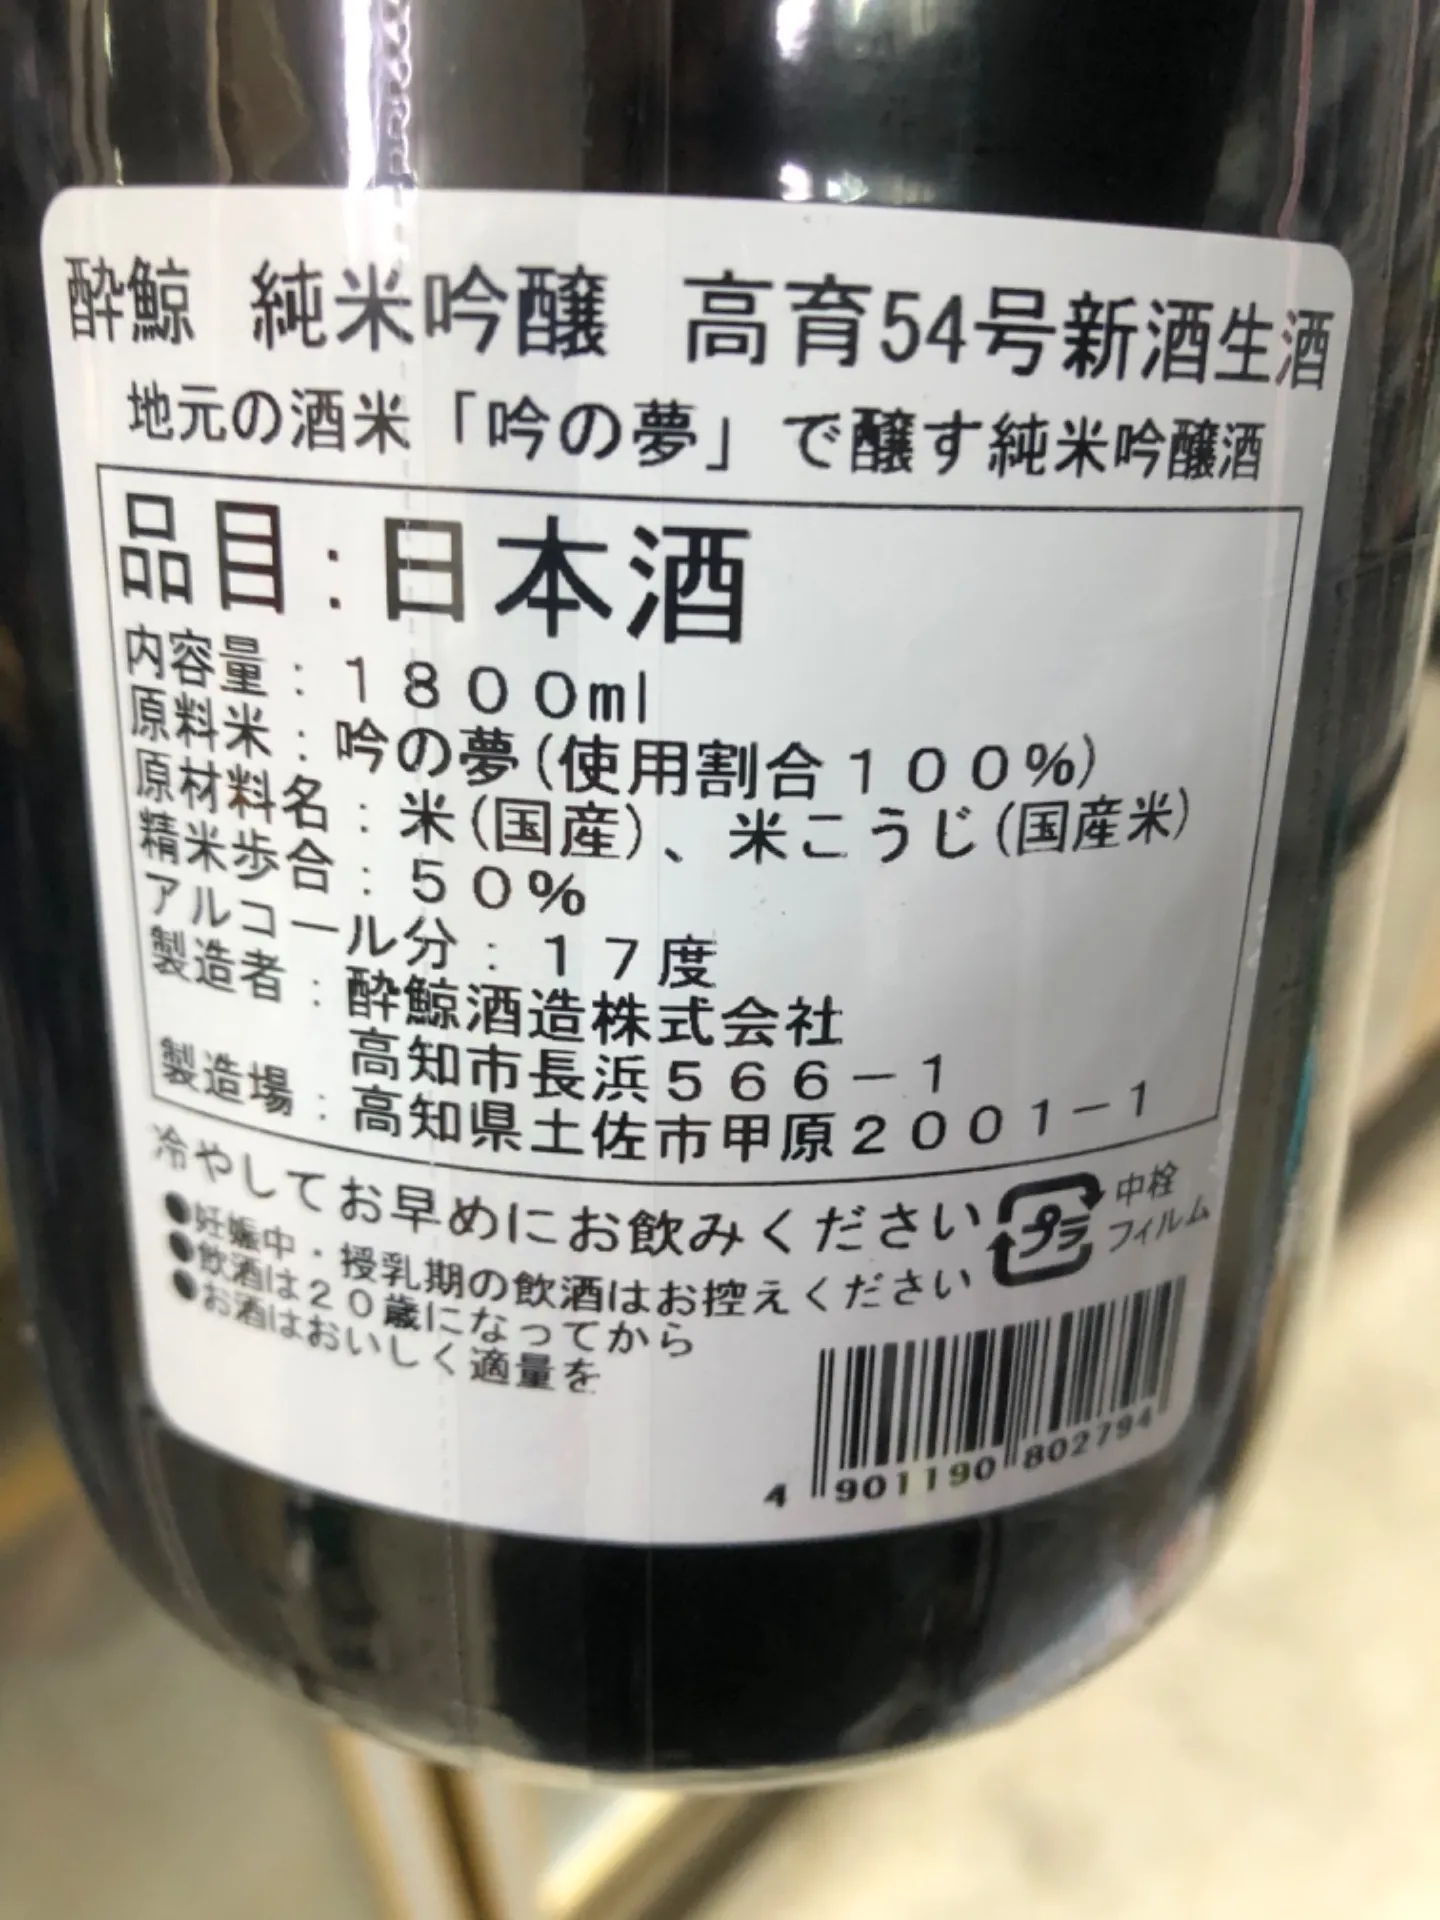 酔鯨　純米吟醸　高育54号新酒生酒
地元の酒米「吟の夢」で醸す純米吟醸酒
品目：日本酒
内容量：１８００ml
原料米：吟の夢(使用割合１００％)
原材料名：米(国産)、米こうじ(国産米)
精米歩合：５０％
アルコール分：１７度
製造者：酔鯨酒造株式会社
高知市長浜５６６－１
製造場：高知県土佐市甲原２００１－１
冷やしてお早めにお飲みください
プラ
中栓
フィルム
●妊娠中・授乳期の飲酒はお控えください
●飲酒は２０歳になってから
●お酒はおいしく適量を
4 901190 802794